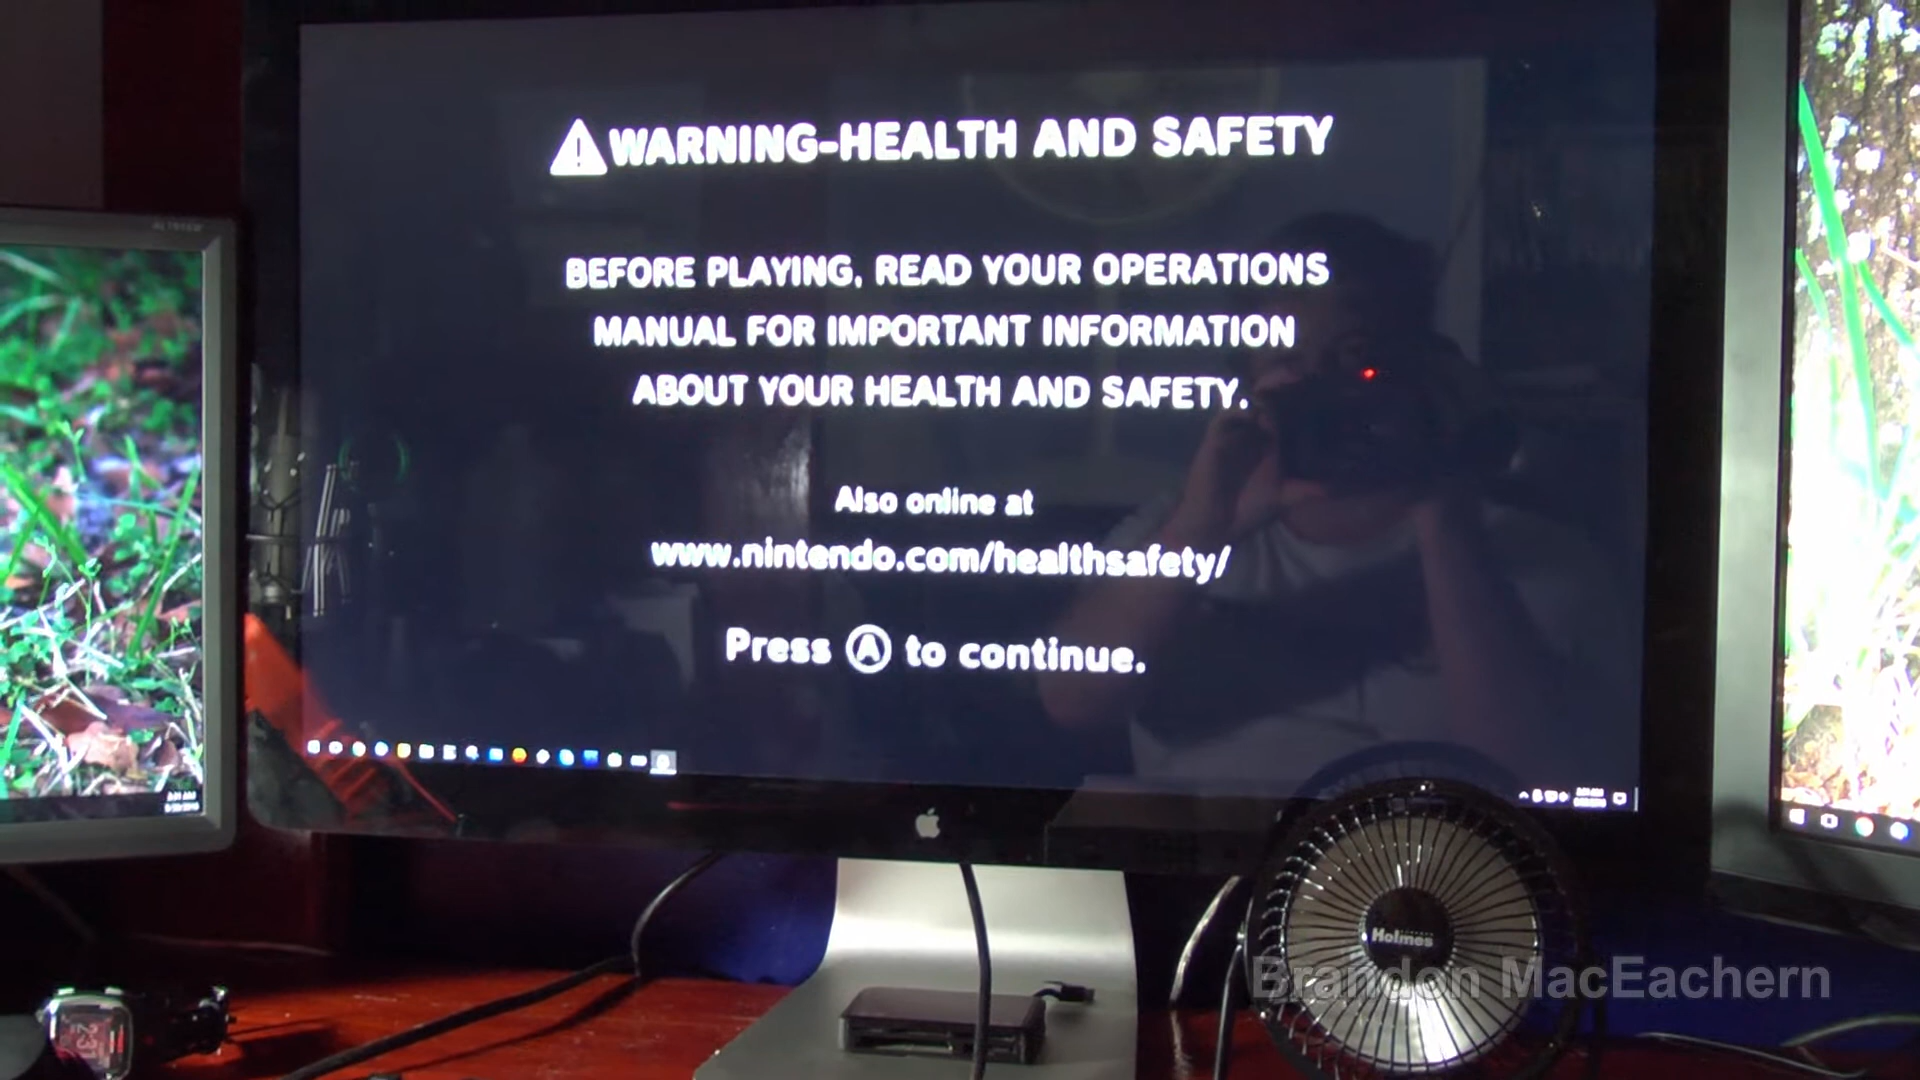 ⚠WARNING-HEALTH AND SAFETY
BEFORE PLAYING, READ YOUR OPERATIONS
MANUAL FOR IMPORTANT INFORMATION
ABOUT YOUR HEALTH AND SAFETY.
Also online at
www.nintendo.com/healthsafety/
Press Ⓐ to continue.
Holmes
Brandon MacEachern